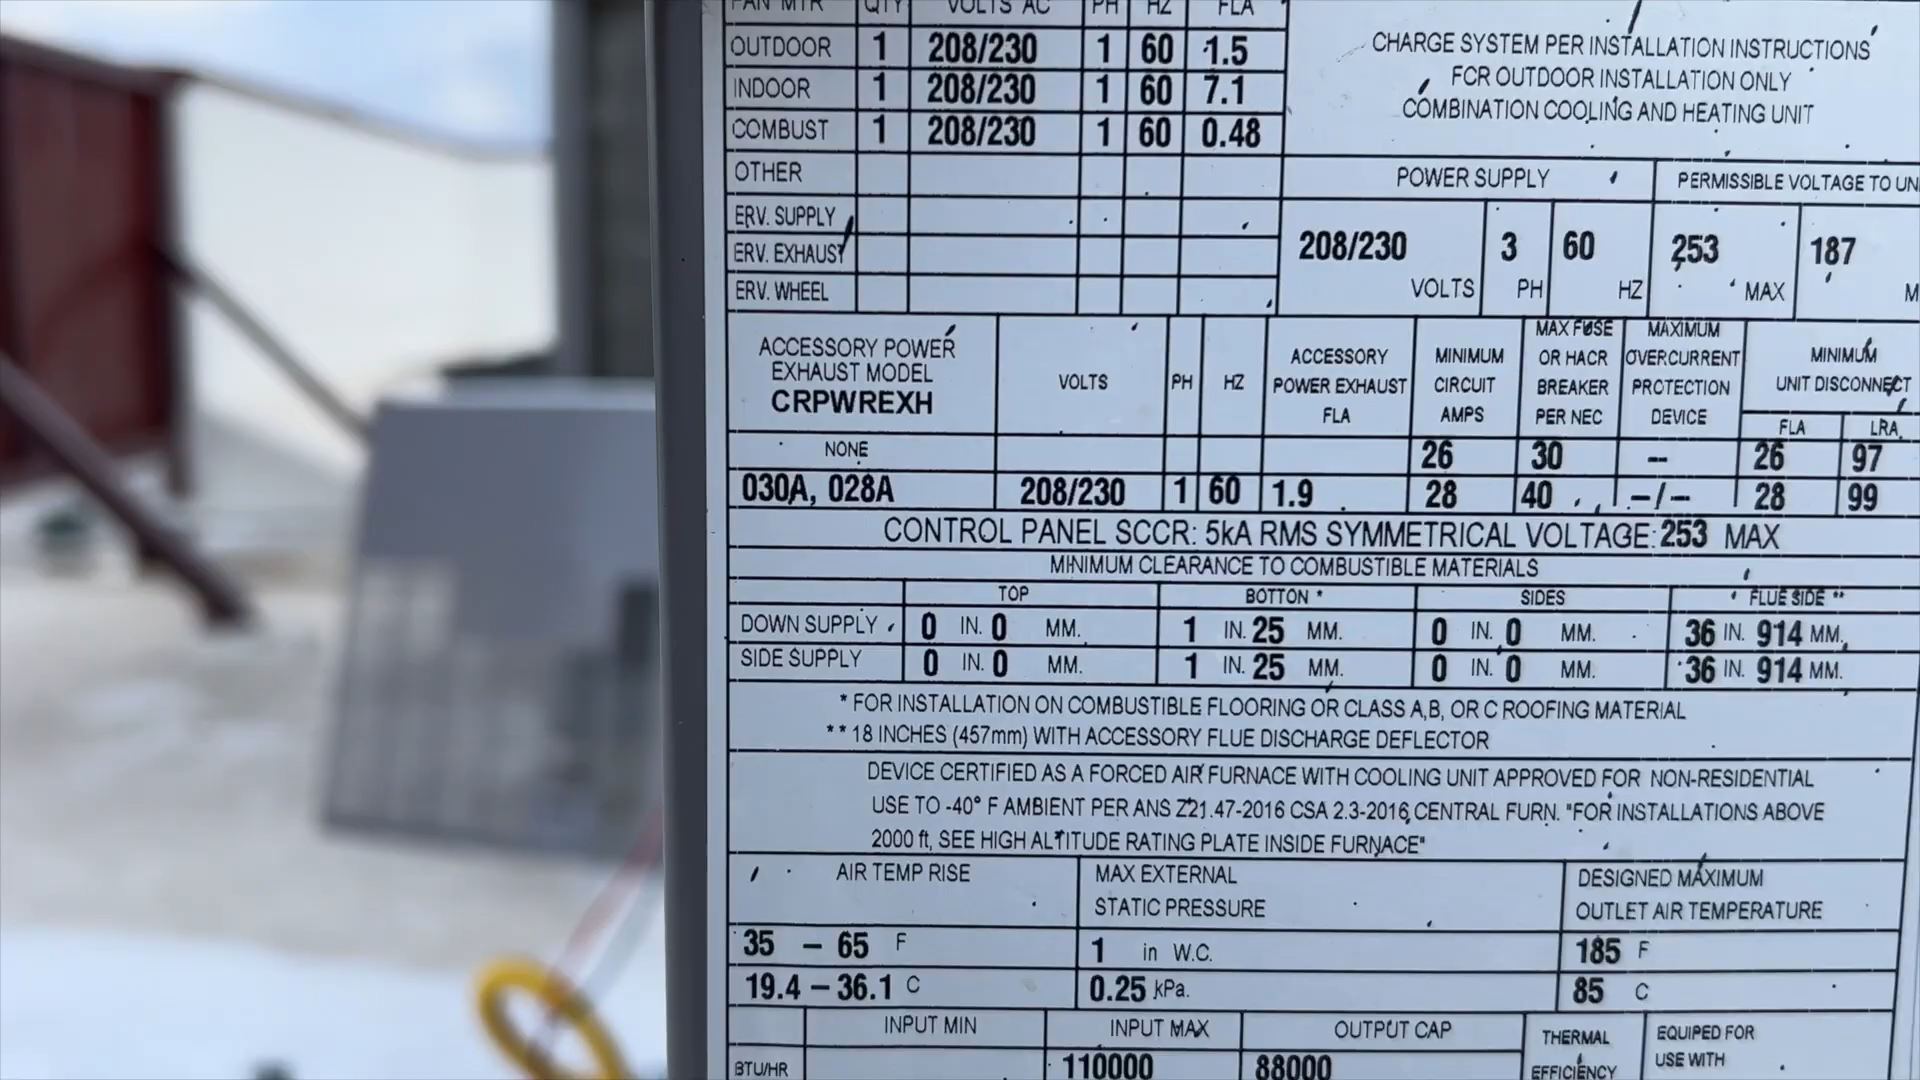 FAN MTR QTY VOLTS AC PH HZ FLA
OUTDOOR 1 208/230 1 60 1.5
INDOOR 1 208/230 1 60 7.1
COMBUST 1 208/230 1 60 0.48
OTHER
ERV. SUPPLY
ERV. EXHAUST
ERV. WHEEL
CHARGE SYSTEM PER INSTALLATION INSTRUCTIONS
FOR OUTDOOR INSTALLATION ONLY
COMBINATION COOLING AND HEATING UNIT
POWER SUPPLY PERMISSIBLE VOLTAGE TO
208/230 3 60 253 187
VOLTS PH HZ MAX
ACCESSORY POWER
EXHAUST MODEL
CRPWREXH
VOLTS
PH
HZ
ACCESSORY
POWER EXHAUST
FLA
MINIMUM
CIRCUIT
AMPS
MAX FUSE
OR HACR
BREAKER
PER NEC
MAXIMUM
OVERCURRENT
PROTECTION
DEVICE
MINIMUM
UNIT DISCONNECT
FLA LRA
NONE 26 30 -- 26 97
030A, 028A 208/230 1 60 1.9 28 40 -/- 28 99
CONTROL PANEL SCCR: 5kA RMS SYMMETRICAL VOLTAGE: 253 MAX
MINIMUM CLEARANCE TO COMBUSTIBLE MATERIALS
TOP BOTTON * SIDES FLUE SIDE **
DOWN SUPPLY 0 IN. 0 MM. 1 IN. 25 MM. 0 IN. 0 MM. 36 IN. 914 MM.
SIDE SUPPLY 0 IN. 0 MM. 1 IN. 25 MM. 0 IN. 0 MM. 36 IN. 914 MM.
* FOR INSTALLATION ON COMBUSTIBLE FLOORING OR CLASS A,B, OR C ROOFING MATERIAL
** 18 INCHES (457mm) WITH ACCESSORY FLUE DISCHARGE DEFLECTOR
DEVICE CERTIFIED AS A FORCED AIR FURNACE WITH COOLING UNIT APPROVED FOR NON-RESIDENTIAL
USE TO -40° F AMBIENT PER ANS Z21.47-2016 CSA 2.3-2016, CENTRAL FURN. "FOR INSTALLATIONS ABOVE
2000 ft, SEE HIGH ALTITUDE RATING PLATE INSIDE FURNACE"
AIR TEMP RISE
35 – 65 F
19.4 – 36.1 C
MAX EXTERNAL
STATIC PRESSURE
1 in W.C.
0.25 kPa.
DESIGNED MAXIMUM
OUTLET AIR TEMPERATURE
185 F
85 C
INPUT MIN INPUT MAX OUTPUT CAP
BTU/HR 110000 88000
THERMAL
EFFICIENCY
EQUIPED FOR
USE WITH